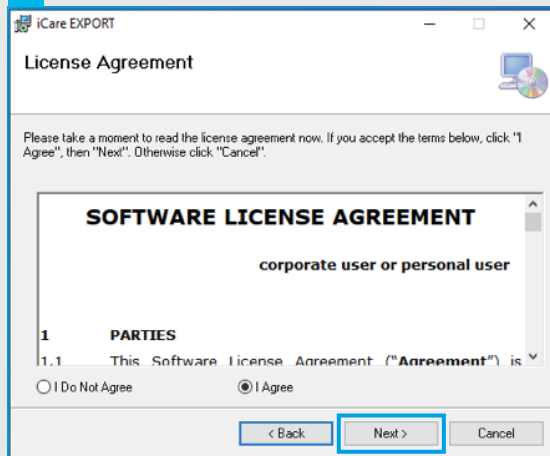 iCare EXPORT
License Agreement
Please take a moment to read the license agreement now. If you accept the terms below, click "I
Agree", then "Next". Otherwise click "Cancel".
SOFTWARE LICENSE AGREEMENT
corporate user or personal user
1 PARTIES
1.1 This Software License Agreement ("Agreement") is
I Do Not Agree I Agree
< Back Next > Cancel